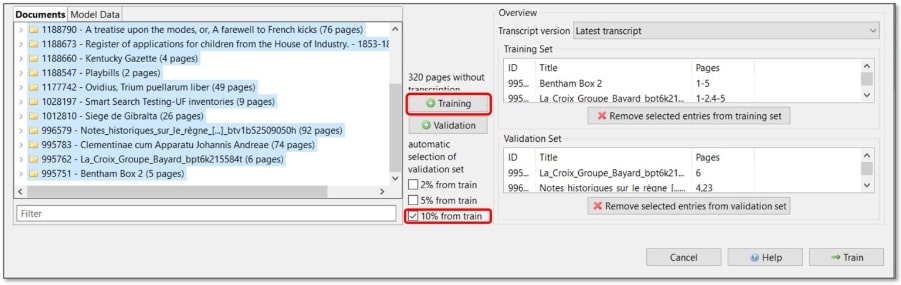 Documents Model Data
1188790 - A treatise upon the modes, or, A farewell to French kicks (76 pages)
1188673 - Register of applications for children from the House of Industry. - 1853-18
1188660 - Kentucky Gazette (4 pages)
1188547 - Playbills (2 pages)
1177742 - Ovidius, Trium puellarum liber (49 pages)
1028197 - Smart Search Testing-UF inventories (9 pages)
1012810 - Siege de Gibralta (26 pages)
996579 - Notes_historiques_sur_le_règne_[...]_btv1b52509050h (92 pages)
995783 - Clementinae cum Apparatu Johannis Andreae (74 pages)
995762 - La_Croix_Groupe_Bayard_bpt6k215584t (6 pages)
995751 - Bentham Box 2 (5 pages)
Filter
320 pages without
transcription
Training
Validation
automatic
selection of
validation set
2% from train
5% from train
10% from train
Overview
Transcript version Latest transcript
Training Set
ID Title Pages
995... Bentham Box 2 1-5
995... La_Croix_Groupe_Bayard_bpt6k21... 1-2,4-5
Remove selected entries from training set
Validation Set
ID Title Pages
995... La_Croix_Groupe_Bayard_bpt6k21... 6
996... Notes historiques sur le règne [...... 4,23
Remove selected entries from validation set
Cancel Help Train